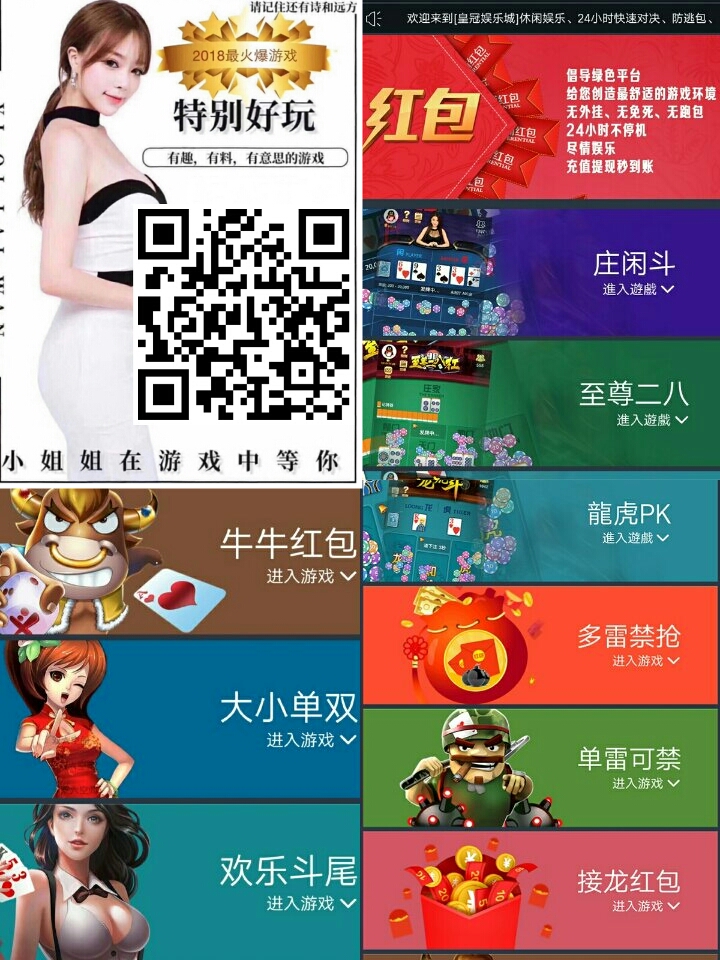 请记住还有诗和远方
2018最火爆游戏
特别好玩
有趣，有料，有意思的游戏
小姐姐在游戏中等你
牛牛红包
进入游戏
大小单双
进入游戏
欢乐斗尾
进入游戏
欢迎来到[皇冠娱乐城]休闲娱乐、24小时快速对决、防逃包、
红包
倡导绿色平台
给您创造最舒适的游戏环境
无外挂、无免死、无跑包
24小时不停机
尽情娱乐
充值提现秒到账
庄闲斗
進入遊戲
至尊二八
進入遊戲
龍虎PK
進入遊戲
多雷禁抢
进入游戏
单雷可禁
进入游戏
接龙红包
进入游戏